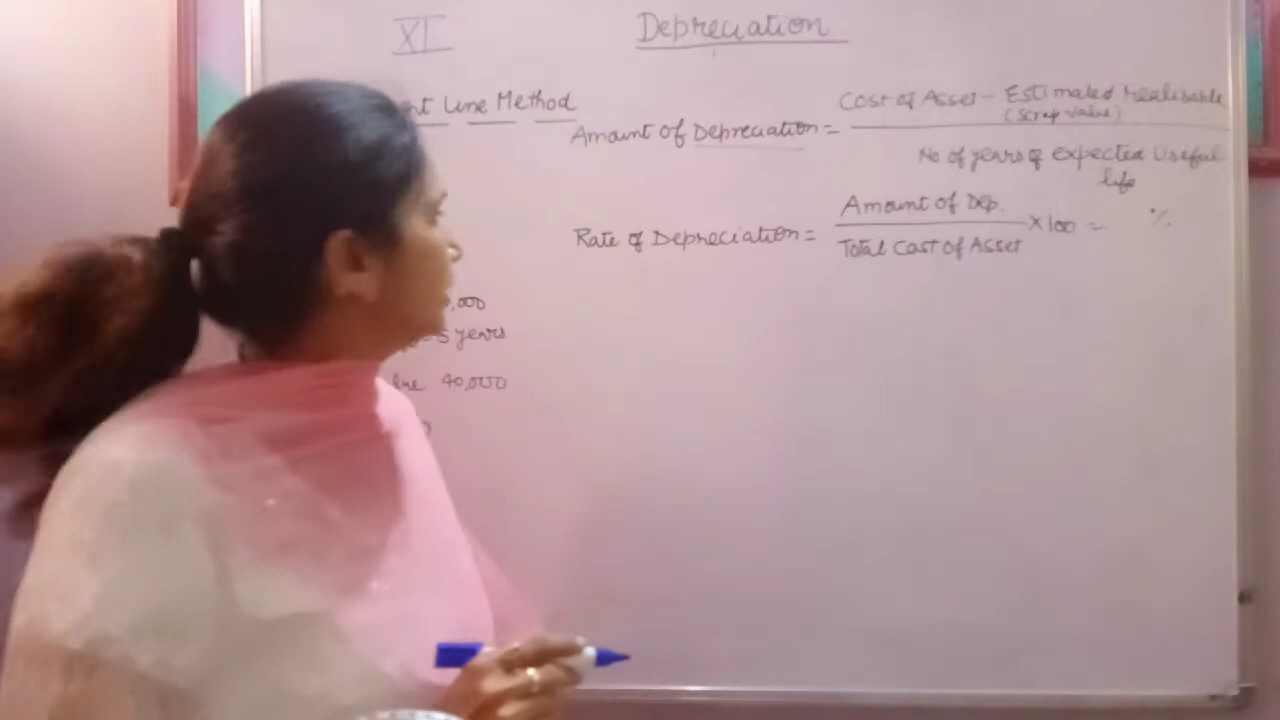 XI
Depreciation
Line Method
Amount of Depreciation = Cost of Asset - Estimated realisable
(scrap value)
No of years of expected Useful
life
Rate of Depreciation = Amount of Dep. × 100 = %
Total Cost of Asset
,000
5 years
40,000